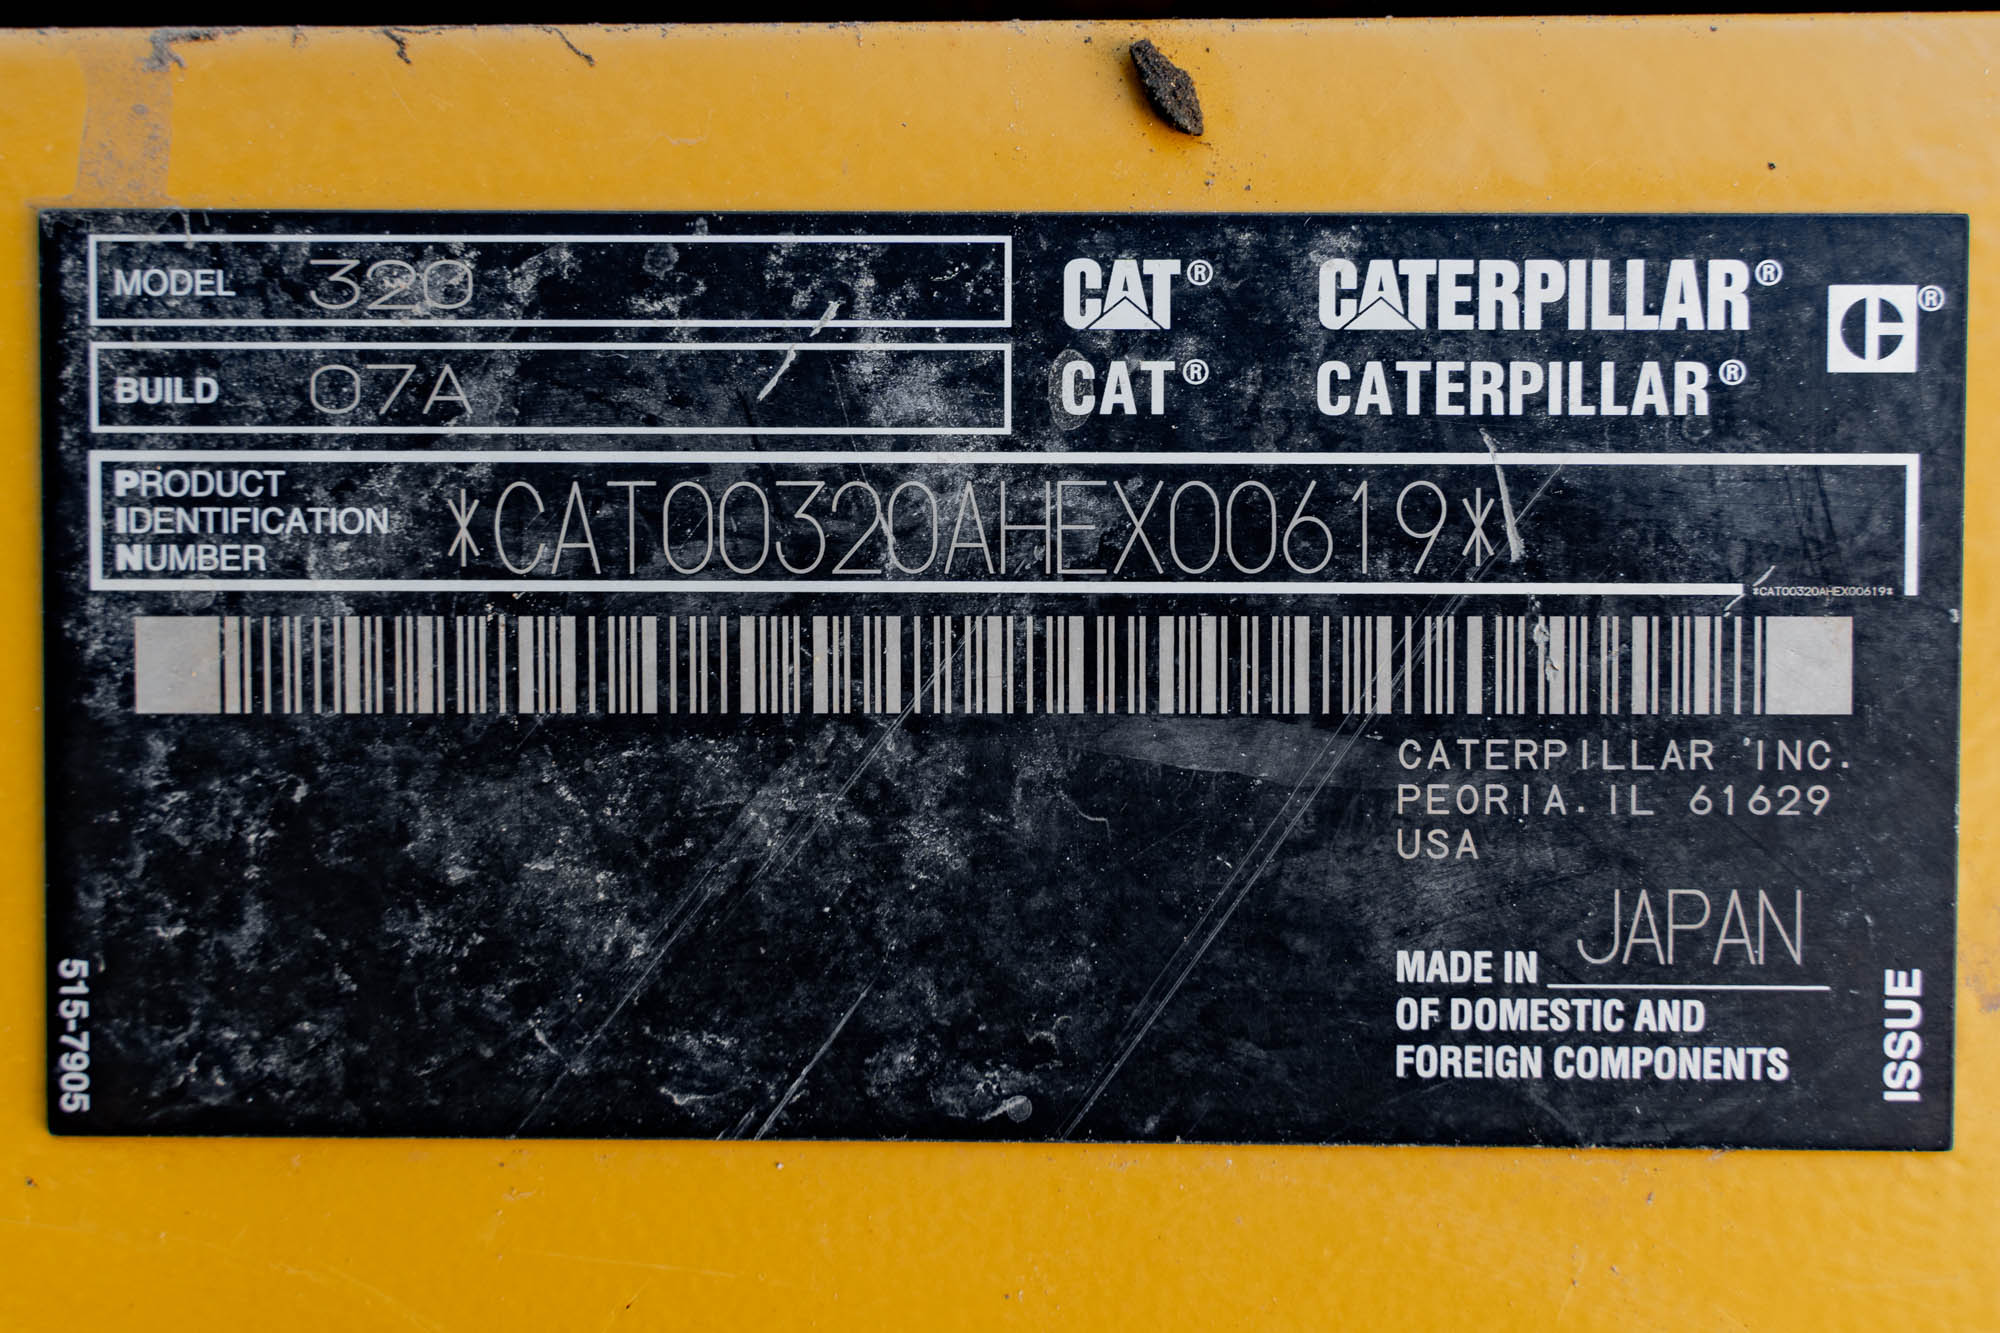 MODEL 320
BUILD 07A
CAT® CATERPILLAR®
CAT® CATERPILLAR®
®
PRODUCT
IDENTIFICATION
NUMBER
*CAT00320AHEX00619*
*CAT00320AHEX00619*
3
CATERPILLAR INC.
PEORIA. IL 61629
USA
MADE IN JAPAN
OF DOMESTIC AND
FOREIGN COMPONENTS
515-7905
ISSUE